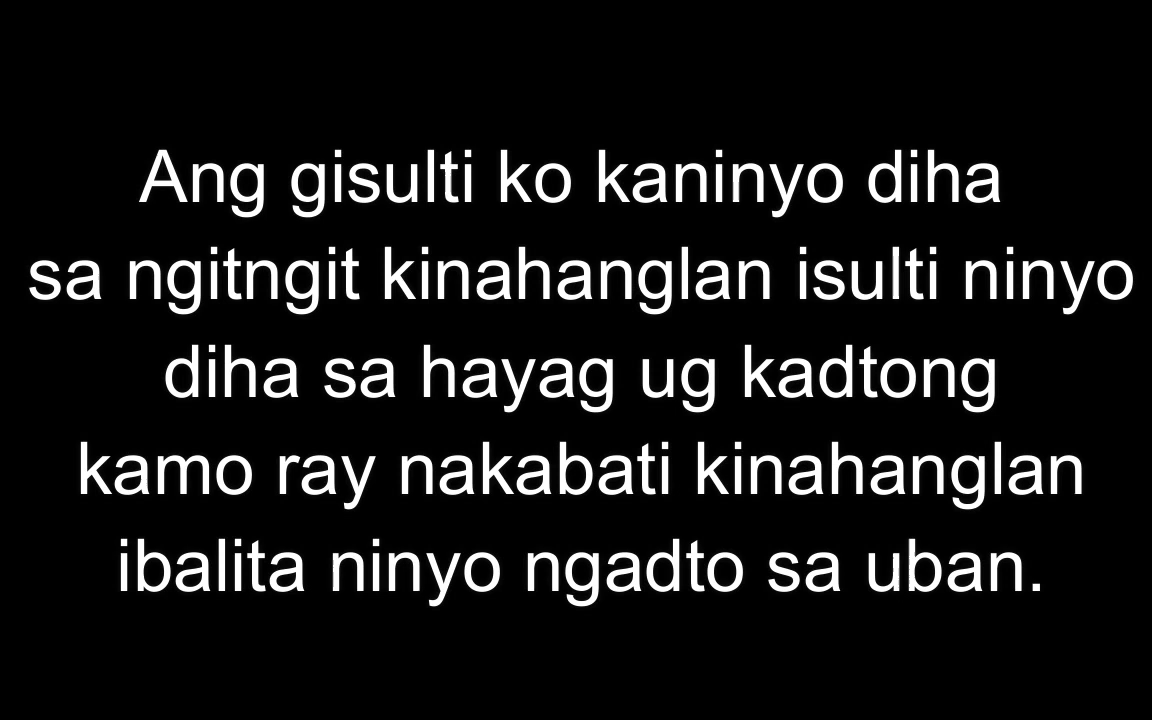 Ang gisulti ko kaninyo diha
sa ngitngit kinahanglan isulti ninyo
diha sa hayag ug kadtong
kamo ray nakabati kinahanglan
ibalita ninyo ngadto sa uban.